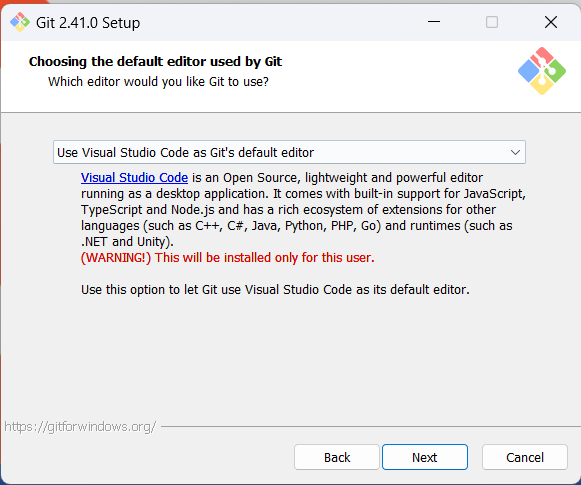 Git 2.41.0 Setup
Choosing the default editor used by Git
Which editor would you like Git to use?
Use Visual Studio Code as Git's default editor
Visual Studio Code is an Open Source, lightweight and powerful editor
running as a desktop application. It comes with built-in support for JavaScript,
TypeScript and Node.js and has a rich ecosystem of extensions for other
languages (such as C++, C#, Java, Python, PHP, Go) and runtimes (such as
.NET and Unity).
(WARNING!) This will be installed only for this user.
Use this option to let Git use Visual Studio Code as its default editor.
https://gitforwindows.org/
Back Next Cancel